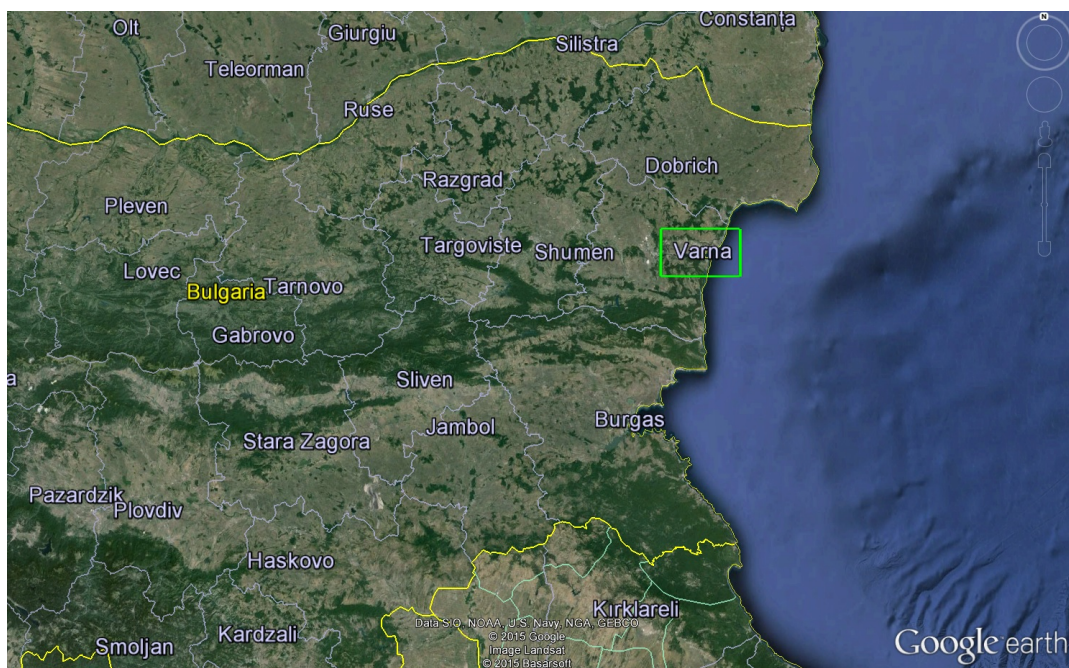 Constanța
Olt
Giurgiu
Silistra
Teleorman
Ruse
Dobrich
Razgrad
Pleven
Targoviste
Shumen
Varna
Lovec
Bulgaria
Tarnovo
Gabrovo
Sliven
a
Jambol
Burgas
Stara Zagora
Pazardzik
Plovdiv
Haskovo
Kırklareli
Kardzali
Smoljan
Data SIO, NOAA, U.S. Navy, NGA, GEBCO
© 2015 Google
Image Landsat
© 2015 Basarsoft
Google earth
N